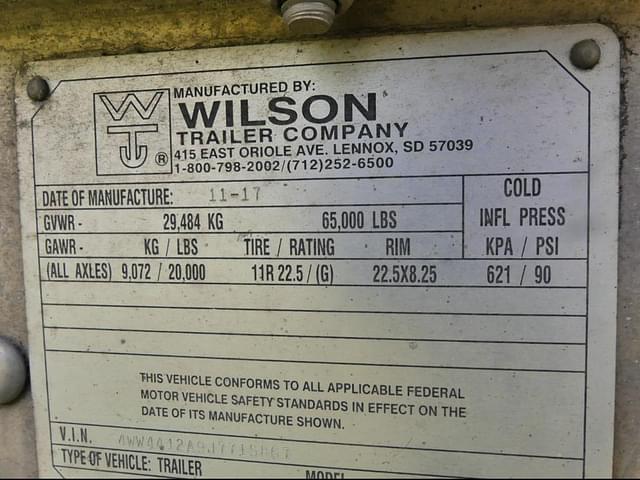 MANUFACTURED BY:
WILSON
TRAILER COMPANY
415 EAST ORIOLE AVE. LENNOX, SD 57039
1-800-798-2002/(712)252-6500
WT ®
DATE OF MANUFACTURE: 11-17
GVWR - 29,484 KG 65,000 LBS
COLD
INFL PRESS
GAWR - KG / LBS TIRE / RATING RIM KPA / PSI
(ALL AXLES) 9,072 / 20,000 11R 22.5 / (G) 22.5X8.25 621 / 90
THIS VEHICLE CONFORMS TO ALL APPLICABLE FEDERAL
MOTOR VEHICLE SAFETY STANDARDS IN EFFECT ON THE
DATE OF ITS MANUFACTURE SHOWN.
V.I.N.
TYPE OF VEHICLE: TRAILER
MODEL